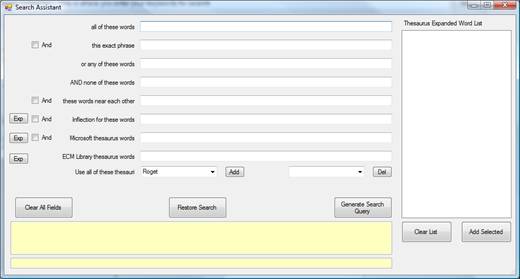 Search Assistant
all of these words
Thesaurus Expanded Word List
And this exact phrase
or any of these words
AND none of these words
And these words near each other
Exp And Inflection for these words
Exp And Microsoft thesaurus words
Exp ECM Library thesaurus words
Use all of these thesauri Roget Add Del
Clear All Fields Restore Search Generate Search Query
Clear List Add Selected